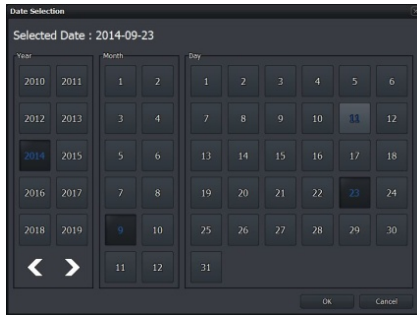 Date Selection
Selected Date : 2014-09-23
Year Month Day
2010 2011 1 2 1 2 3 4 5 6
2012 2013 3 4 7 8 9 10 11 12
2014 2015 5 6 13 14 15 16 17 18
2016 2017 7 8 19 20 21 22 23 24
2018 2019 9 10 25 26 27 28 29 30
11 12 31
OK Cancel